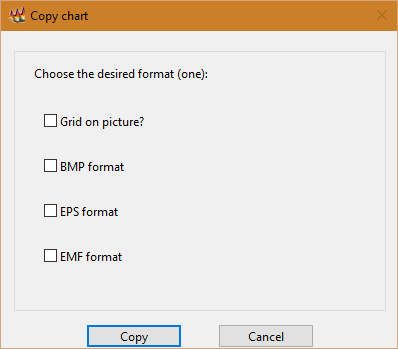 Copy chart
Choose the desired format (one):
Grid on picture?
BMP format
EPS format
EMF format
Copy
Cancel